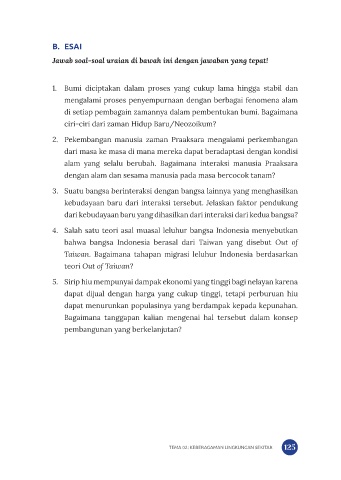 B. ESAI
Jawab soal-soal uraian di bawah ini dengan jawaban yang tepat!
1. Bumi diciptakan dalam proses yang cukup lama hingga stabil dan
mengalami proses penyempurnaan dengan berbagai fenomena alam
di setiap pembagain zamannya dalam pembentukan bumi. Bagaimana
ciri-ciri dari zaman Hidup Baru/Neozoikum?
2. Pekembangan manusia zaman Praaksara mengalami perkembangan
dari masa ke masa di mana mereka dapat beradaptasi dengan kondisi
alam yang selalu berubah. Bagaimana interaksi manusia Praaksara
dengan alam dan sesama manusia pada masa bercocok tanam?
3. Suatu bangsa berinteraksi dengan bangsa lainnya yang menghasilkan
kebudayaan baru dari interaksi tersebut. Jelaskan faktor pendukung
dari kebudayaan baru yang dihasilkan dari interaksi dari kedua bangsa?
4. Salah satu teori asal muasal leluhur bangsa Indonesia menyebutkan
bahwa bangsa Indonesia berasal dari Taiwan yang disebut Out of
Taiwan. Bagaimana tahapan migrasi leluhur Indonesia berdasarkan
teori Out of Taiwan?
5. Sirip hiu mempunyai dampak ekonomi yang tinggi bagi nelayan karena
dapat dijual dengan harga yang cukup tinggi, tetapi perburuan hiu
dapat menurunkan populasinya yang berdampak kepada kepunahan.
Bagaimana tanggapan kalian mengenai hal tersebut dalam konsep
pembangunan yang berkelanjutan?
TEMA 02: KEBERAGAMAN LINGKUNGAN SEKITAR 125